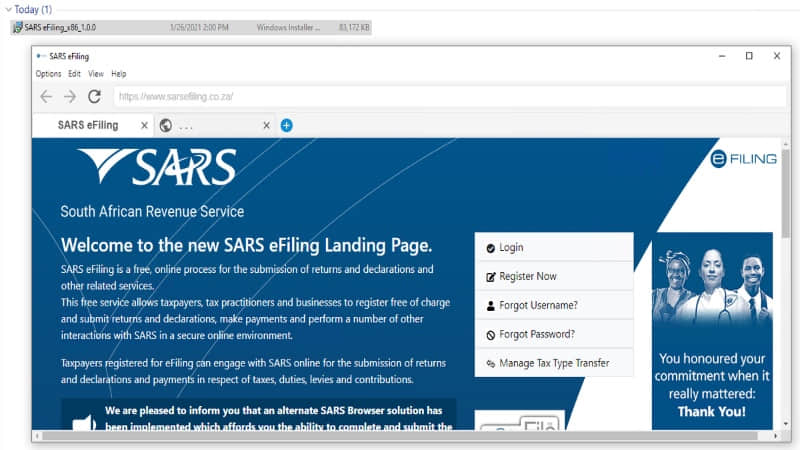 Today (1)
SARS eFiling_x86_1.0.0 1/26/2021 2:00 PM Windows Installer ... 83,172 KB
SARS eFiling
Options Edit View Help
https://www.sarsefiling.co.za/
SARS eFiling
...
SARS
e FILING
South African Revenue Service
Welcome to the new SARS eFiling Landing Page.
SARS eFiling is a free, online process for the submission of returns and declarations and
other related services.
This free service allows taxpayers, tax practitioners and businesses to register free of charge
and submit returns and declarations, make payments and perform a number of other
interactions with SARS in a secure online environment.
Taxpayers registered for eFiling can engage with SARS online for the submission of returns
and declarations and payments in respect of taxes, duties, levies and contributions.
We are pleased to inform you that an alternate SARS Browser solution has
been implemented which affords you the ability to complete and submit the
Login
Register Now
Forgot Username?
Forgot Password?
Manage Tax Type Transfer
You honoured your
commitment when it
really mattered:
Thank You!